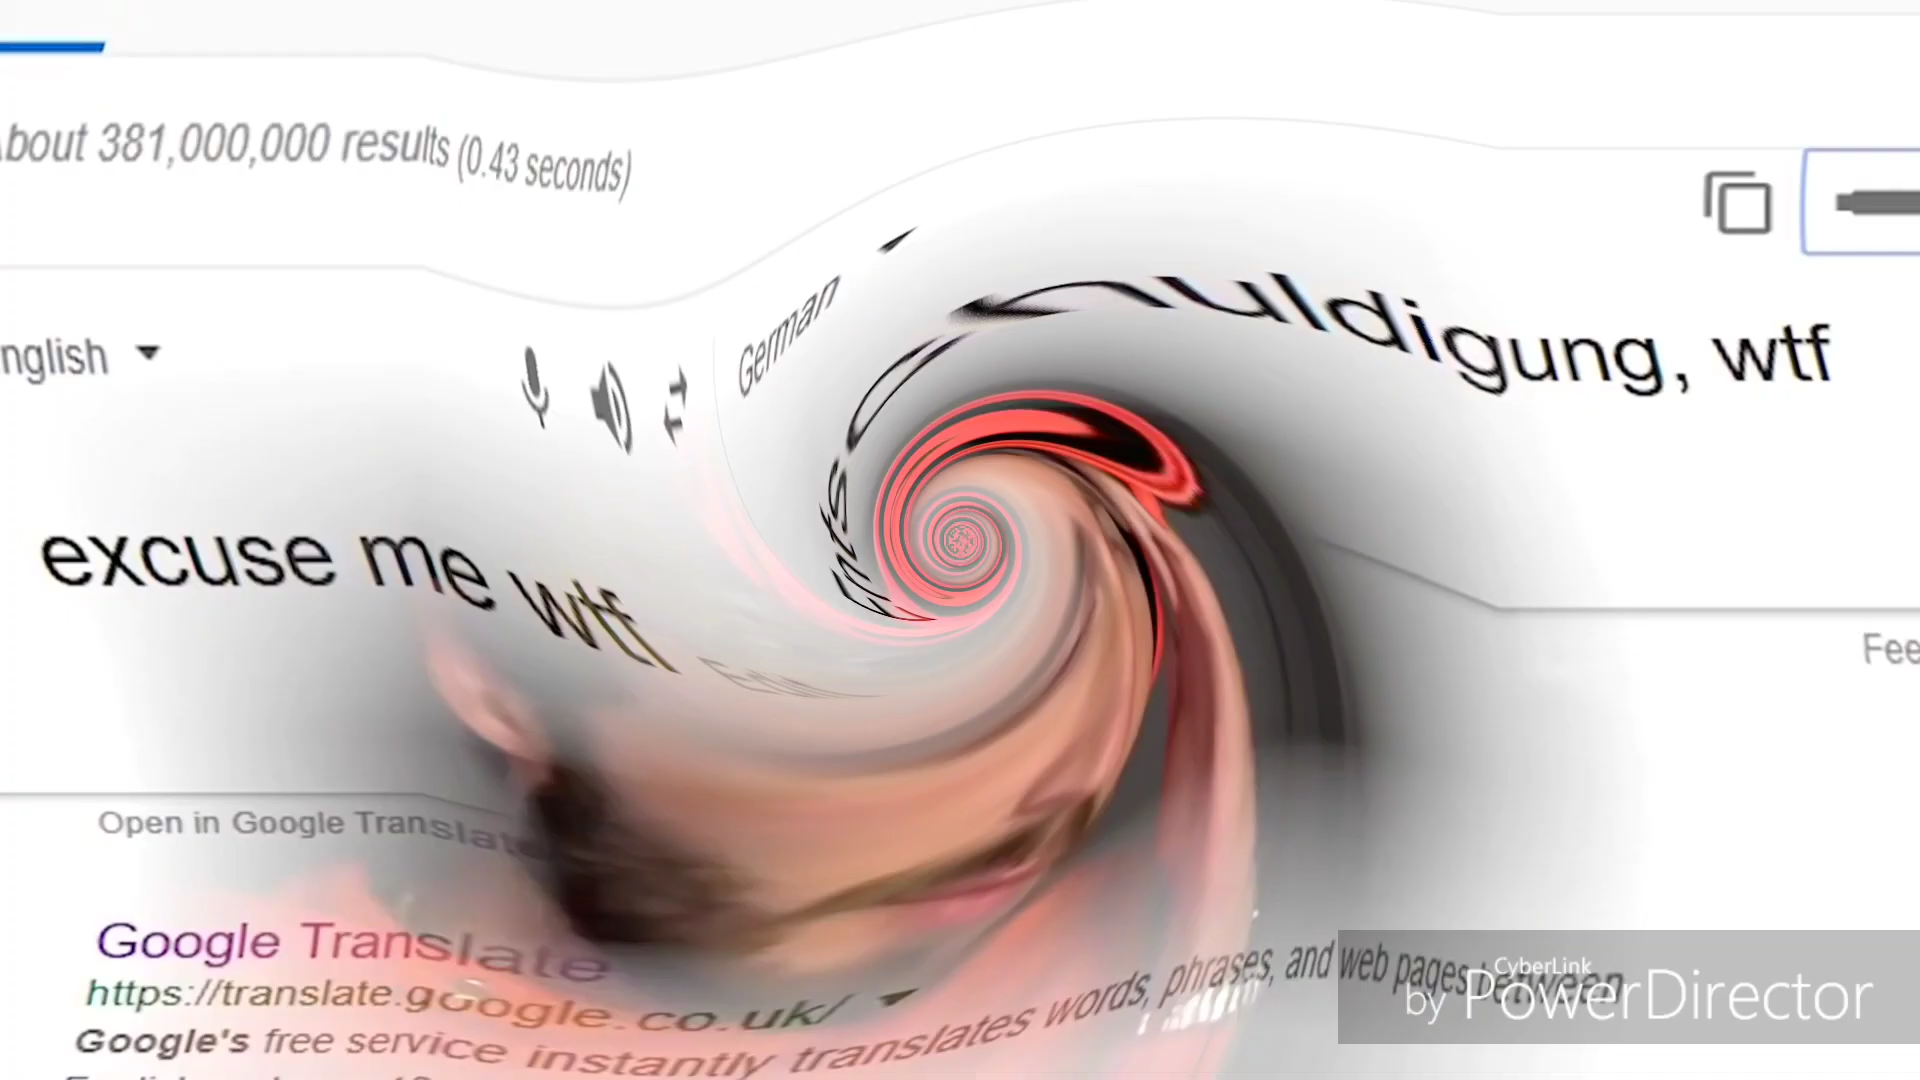 bout 381,000,000 results (0.43 seconds)
nglish
German
uldigung, wtf
excuse me wtf
Fee
Open in Google Translate
Google Translate
https://translate.google.co.uk/
Google's free service instantly translates words, phrases, and web pages between
CyberLink
by PowerDirector